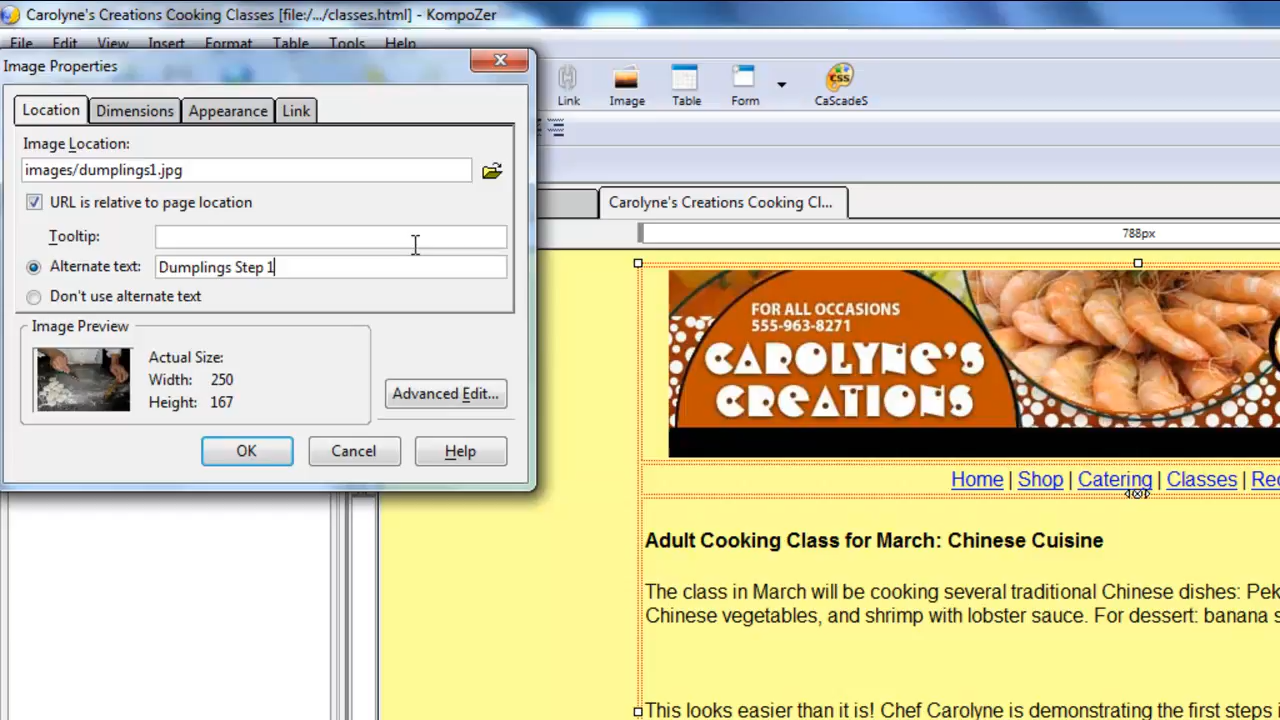 Carolyne's Creations Cooking Classes [file:/.../classes.html] - KompoZer
File Edit View Insert Format Table Tools Help
Image Properties
Link Image Table Form CaScadeS
Location Dimensions Appearance Link
Image Location:
images/dumplings1.jpg
URL is relative to page location
Carolyne's Creations Cooking Cl...
Tooltip:
788px
Alternate text: Dumplings Step 1
Don't use alternate text
Image Preview
Actual Size:
Width: 250
Height: 167
Advanced Edit...
OK Cancel Help
FOR ALL OCCASIONS
555-963-8271
CAROLYNE'S
CREATIONS
Home | Shop | Catering | Classes | Rec
Adult Cooking Class for March: Chinese Cuisine
The class in March will be cooking several traditional Chinese dishes: Pek
Chinese vegetables, and shrimp with lobster sauce. For dessert: banana s
This looks easier than it is! Chef Carolyne is demonstrating the first steps i